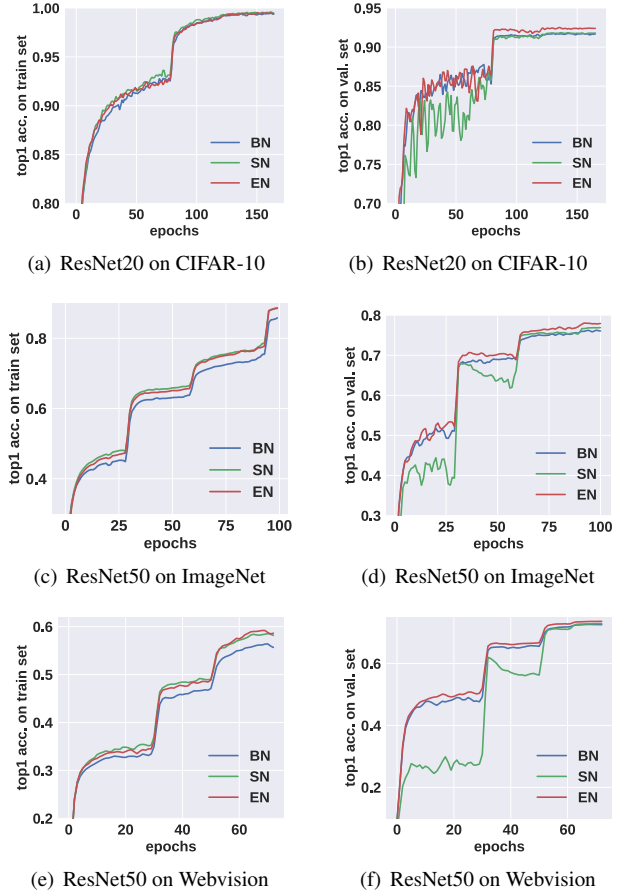 1.00
0.95
0.90
0.85
0.80
top1 acc. on train set
BN
SN
EN
0 50 100 150
epochs
(a) ResNet20 on CIFAR-10
0.95
0.90
0.85
0.80
0.75
0.70
top1 acc. on val. set
BN
SN
EN
0 50 100 150
epochs
(b) ResNet20 on CIFAR-10
0.8
0.6
0.4
top1 acc. on train set
BN
SN
EN
0 25 50 75 100
epochs
(c) ResNet50 on ImageNet
0.8
0.7
0.6
0.5
0.4
0.3
top1 acc. on val. set
BN
SN
EN
0 25 50 75 100
epochs
(d) ResNet50 on ImageNet
0.6
0.5
0.4
0.3
0.2
top1 acc. on train set
BN
SN
EN
0 20 40 60
epochs
(e) ResNet50 on Webvision
0.6
0.4
0.2
top1 acc. on val. set
BN
SN
EN
0 20 40 60
epochs
(f) ResNet50 on Webvision